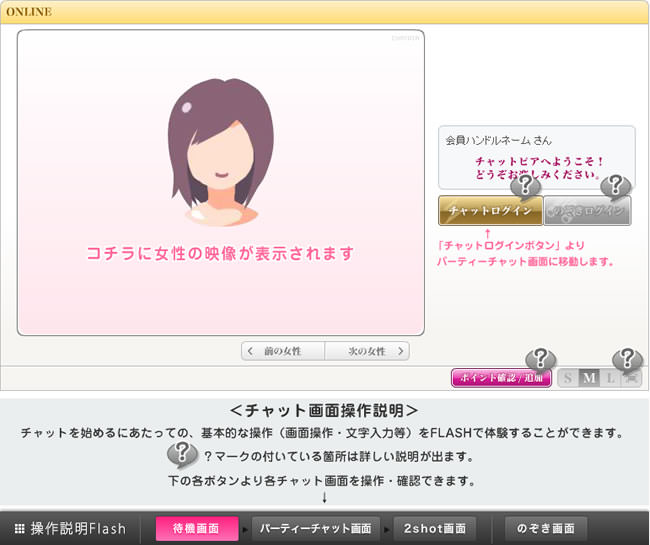 ONLINE
会員ハンドルネーム さん
チャットピアへようこそ！
どうぞお楽しみください。
チャットログイン
のぞきログイン
↑
「チャットログインボタン」より
パーティーチャット画面に移動します。
コチラに女性の映像が表示されます
前の女性
次の女性
ポイント確認/追加
S M L
＜チャット画面操作説明＞
チャットを始めるにあたっての、基本的な操作（画面操作・文字入力等）をFLASHで体験することができます。
？マークの付いている箇所は詳しい説明が出ます。
下の各ボタンより各チャット画面を操作・確認できます。
↓
操作説明Flash 待機画面 パーティーチャット画面 2shot画面 のぞき画面